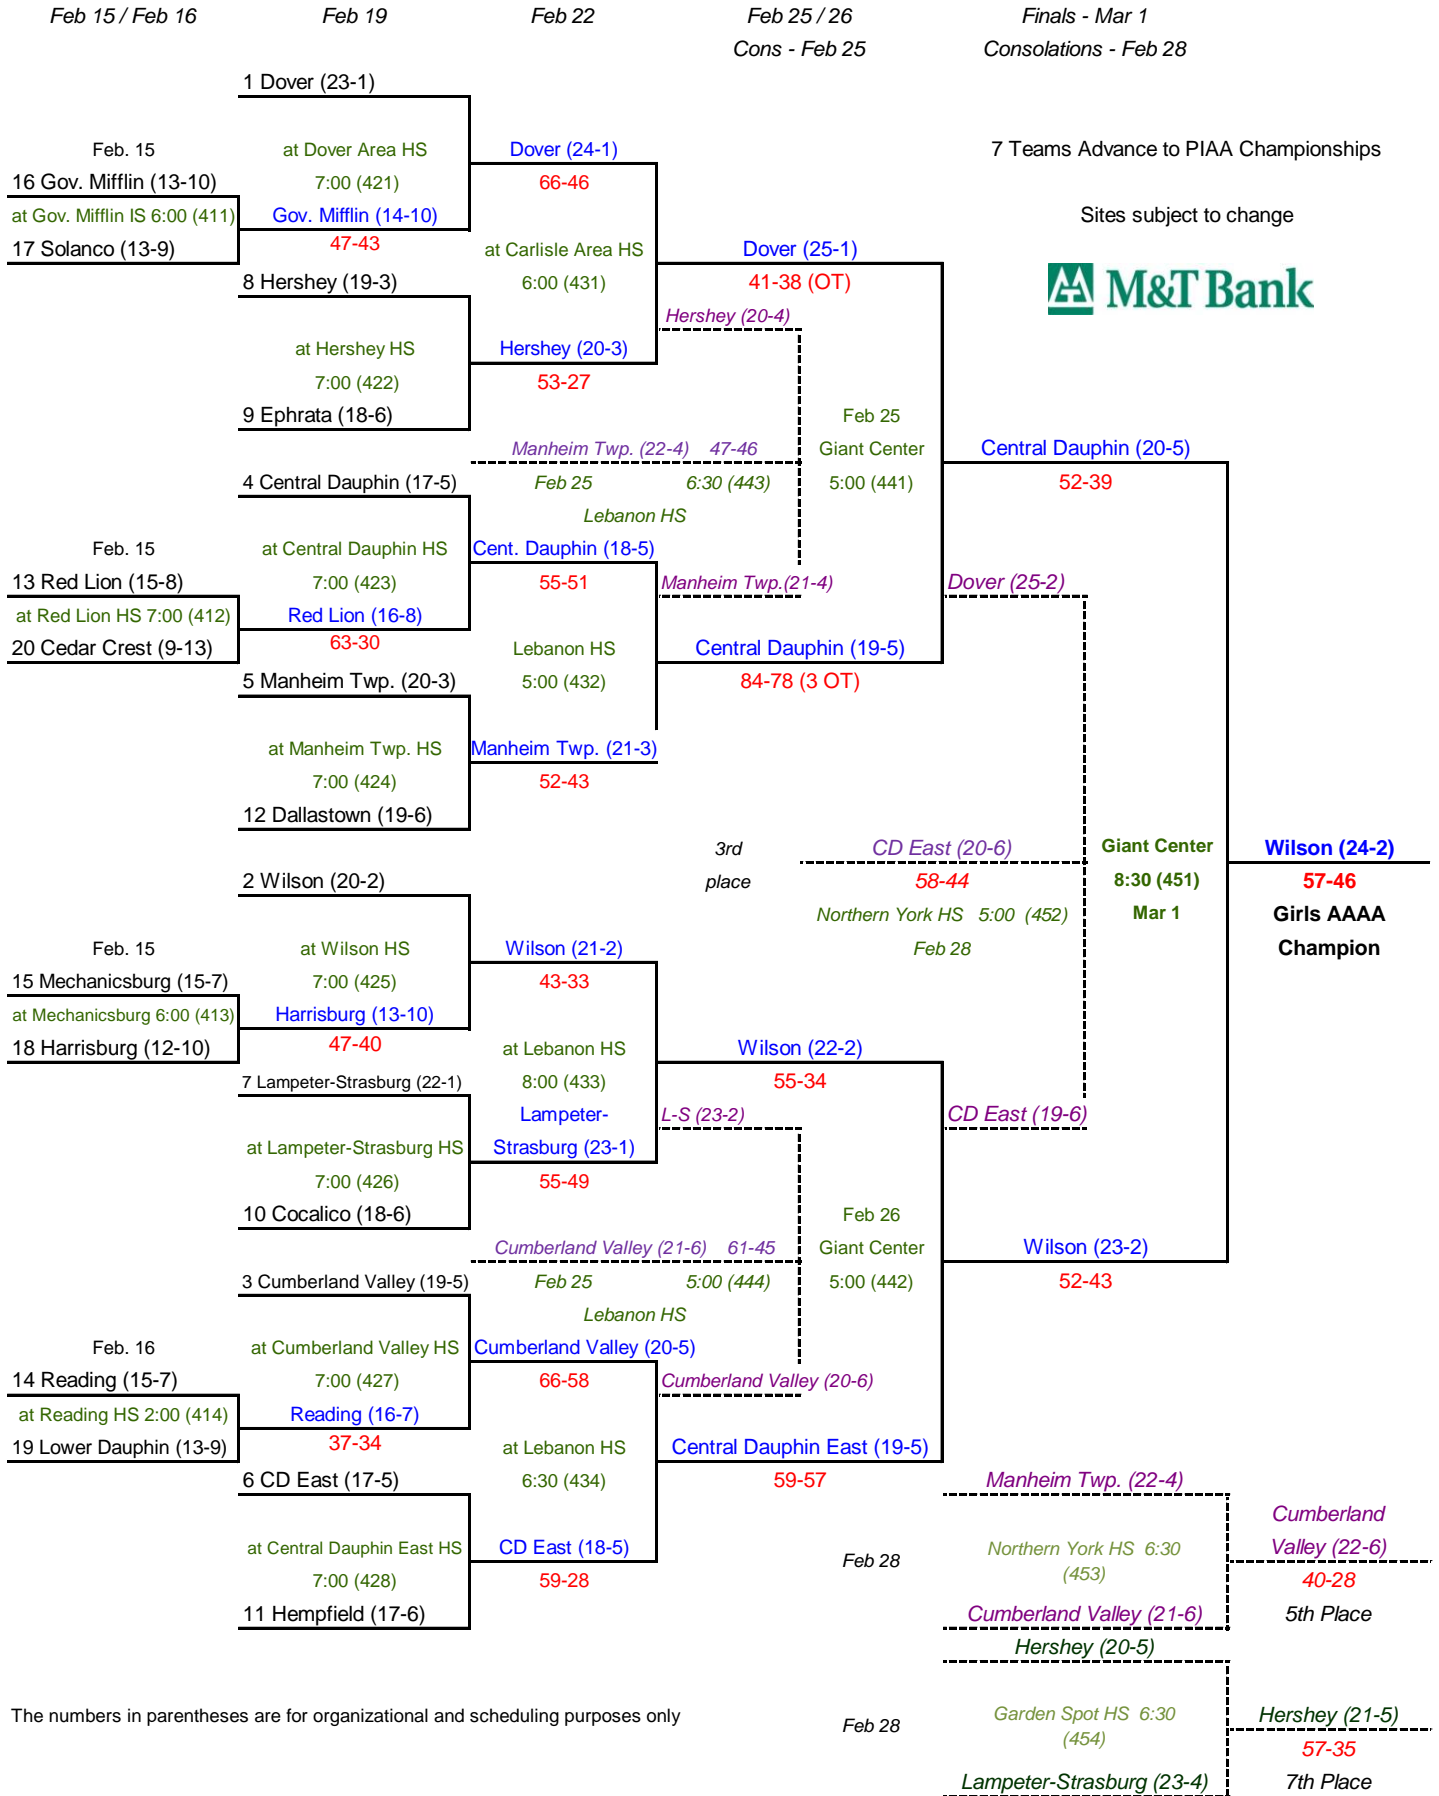 Feb 15 / Feb 16
Feb 19
Feb 22
Feb 25 / 26
Finals - Mar 1
Cons - Feb 25
Consolations - Feb 28
1 Dover (23-1)
Feb. 15
at Dover Area HS
Dover (24-1)
7 Teams Advance to PIAA Championships
16 Gov. Mifflin (13-10)
7:00 (421)
66-46
at Gov. Mifflin IS 6:00 (411)
Gov. Mifflin (14-10)
Sites subject to change
17 Solanco (13-9)
47-43
at Carlisle Area HS
Dover (25-1)
8 Hershey (19-3)
6:00 (431)
41-38 (OT)
M&T Bank
Hershey (20-4)
at Hershey HS
Hershey (20-3)
7:00 (422)
53-27
9 Ephrata (18-6)
Feb 25
Manheim Twp. (22-4) 47-46
Giant Center
Central Dauphin (20-5)
4 Central Dauphin (17-5)
Feb 25
6:30 (443)
5:00 (441)
52-39
Lebanon HS
Feb. 15
at Central Dauphin HS
Cent. Dauphin (18-5)
13 Red Lion (15-8)
7:00 (423)
55-51
Manheim Twp.(21-4)
Dover (25-2)
at Red Lion HS 7:00 (412)
Red Lion (16-8)
20 Cedar Crest (9-13)
63-30
Lebanon HS
Central Dauphin (19-5)
5 Manheim Twp. (20-3)
5:00 (432)
84-78 (3 OT)
at Manheim Twp. HS
Manheim Twp. (21-3)
7:00 (424)
52-43
12 Dallastown (19-6)
3rd
CD East (20-6)
Giant Center
Wilson (24-2)
2 Wilson (20-2)
place
58-44
8:30 (451)
57-46
Northern York HS 5:00 (452)
Mar 1
Girls AAAA
Feb. 15
at Wilson HS
Wilson (21-2)
Feb 28
Champion
15 Mechanicsburg (15-7)
7:00 (425)
43-33
at Mechanicsburg 6:00 (413)
Harrisburg (13-10)
18 Harrisburg (12-10)
47-40
at Lebanon HS
Wilson (22-2)
7 Lampeter-Strasburg (22-1)
8:00 (433)
55-34
Lampeter-
L-S (23-2)
CD East (19-6)
at Lampeter-Strasburg HS
Strasburg (23-1)
7:00 (426)
55-49
10 Cocalico (18-6)
Feb 26
Cumberland Valley (21-6) 61-45
Giant Center
Wilson (23-2)
3 Cumberland Valley (19-5)
Feb 25
5:00 (444)
5:00 (442)
52-43
Lebanon HS
Feb. 16
at Cumberland Valley HS
Cumberland Valley (20-5)
14 Reading (15-7)
7:00 (427)
66-58
Cumberland Valley (20-6)
at Reading HS 2:00 (414)
Reading (16-7)
19 Lower Dauphin (13-9)
37-34
at Lebanon HS
Central Dauphin East (19-5)
6 CD East (17-5)
6:30 (434)
59-57
Manheim Twp. (22-4)
Cumberland
at Central Dauphin East HS
CD East (18-5)
Feb 28
Northern York HS 6:30
Valley (22-6)
7:00 (428)
59-28
(453)
40-28
11 Hempfield (17-6)
Cumberland Valley (21-6)
5th Place
Hershey (20-5)
The numbers in parentheses are for organizational and scheduling purposes only
Feb 28
Garden Spot HS 6:30
Hershey (21-5)
(454)
57-35
Lampeter-Strasburg (23-4)
7th Place